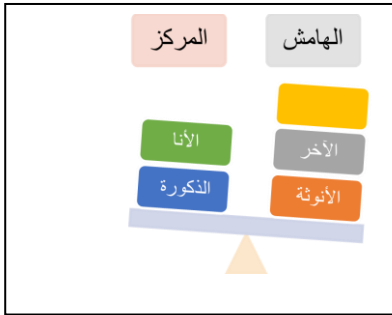 الهامش
المركز
الآخر
الأنا
الأنوثة
الذكورة